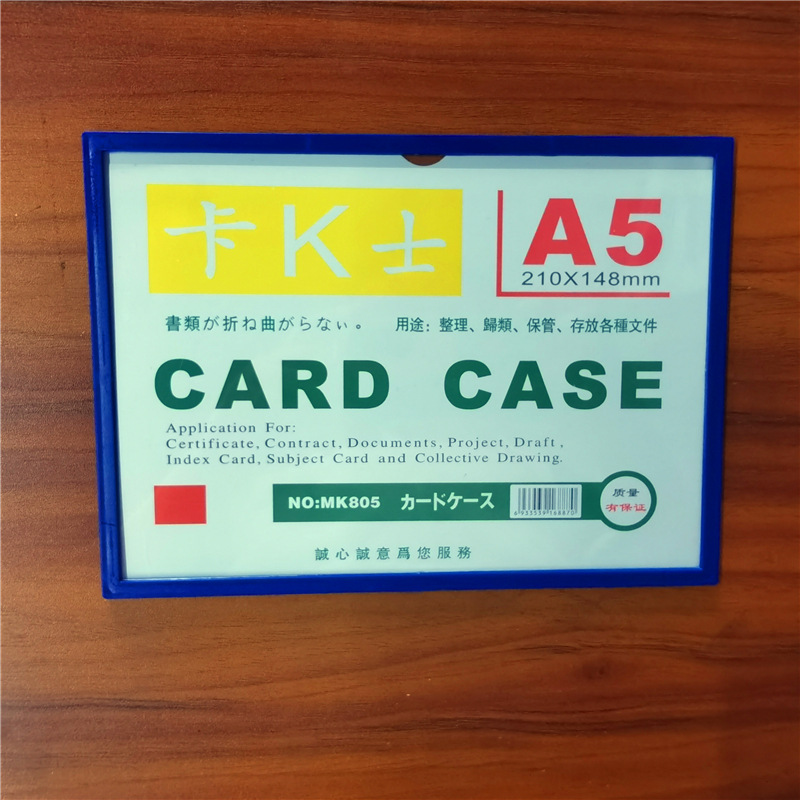 卡K士
A5
210X148mm
書類が折ね曲がらなぃ。 用途：整理、歸類、保管、存放各種文件
CARD CASE
Application For:
Certificate, Contract, Documents, Project, Draft,
Index Card, Subject Card and Collective Drawing.
NO:MK805 カードケース
6933559168870
质量
有保证
誠心誠意爲您服務